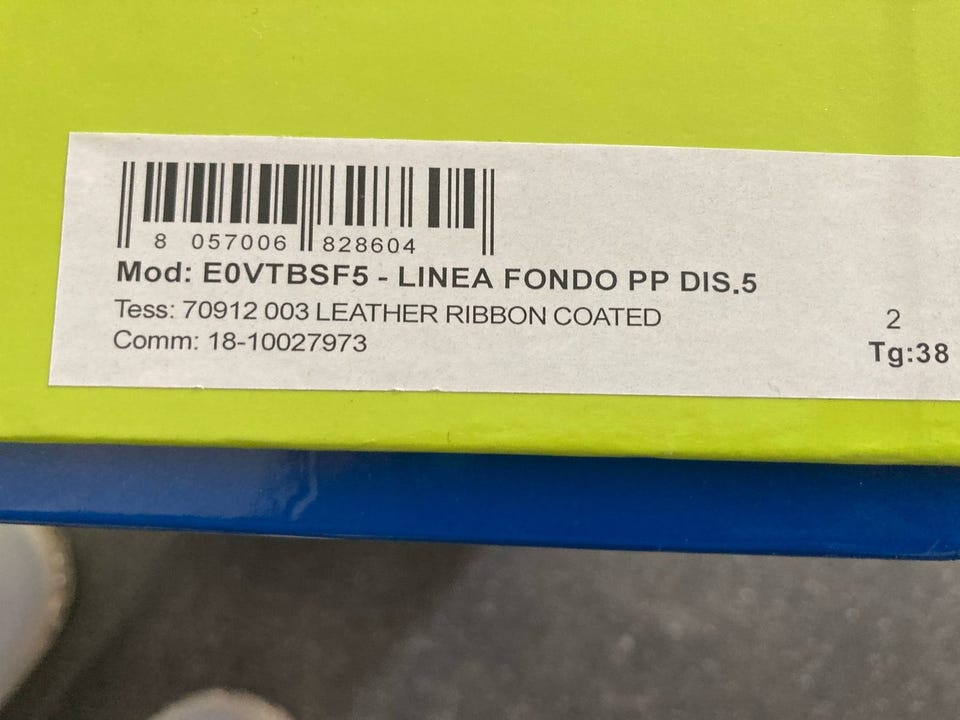 8 057006 828604
Mod: E0VTBSF5 - LINEA FONDO PP DIS.5
Tess: 70912 003 LEATHER RIBBON COATED
2
Comm: 18-10027973
Tg:38